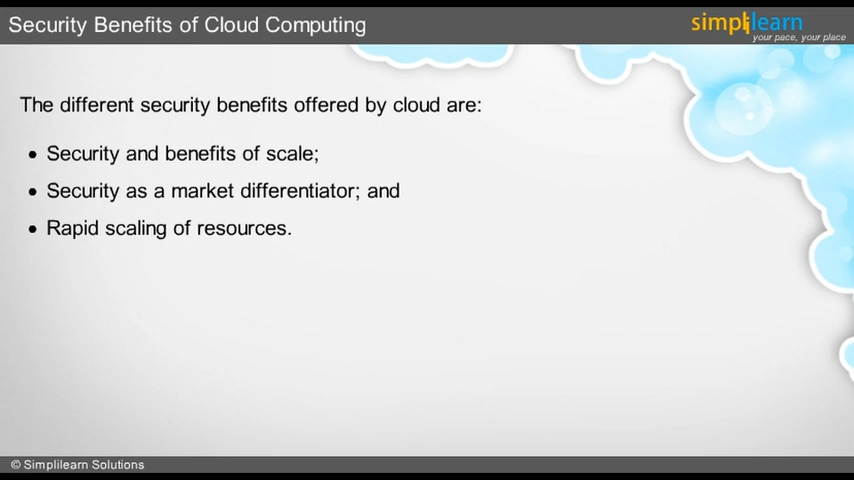 Security Benefits of Cloud Computing
simplilearn
your pace, your place
The different security benefits offered by cloud are:
• Security and benefits of scale;
• Security as a market differentiator; and
• Rapid scaling of resources.
© Simplilearn Solutions